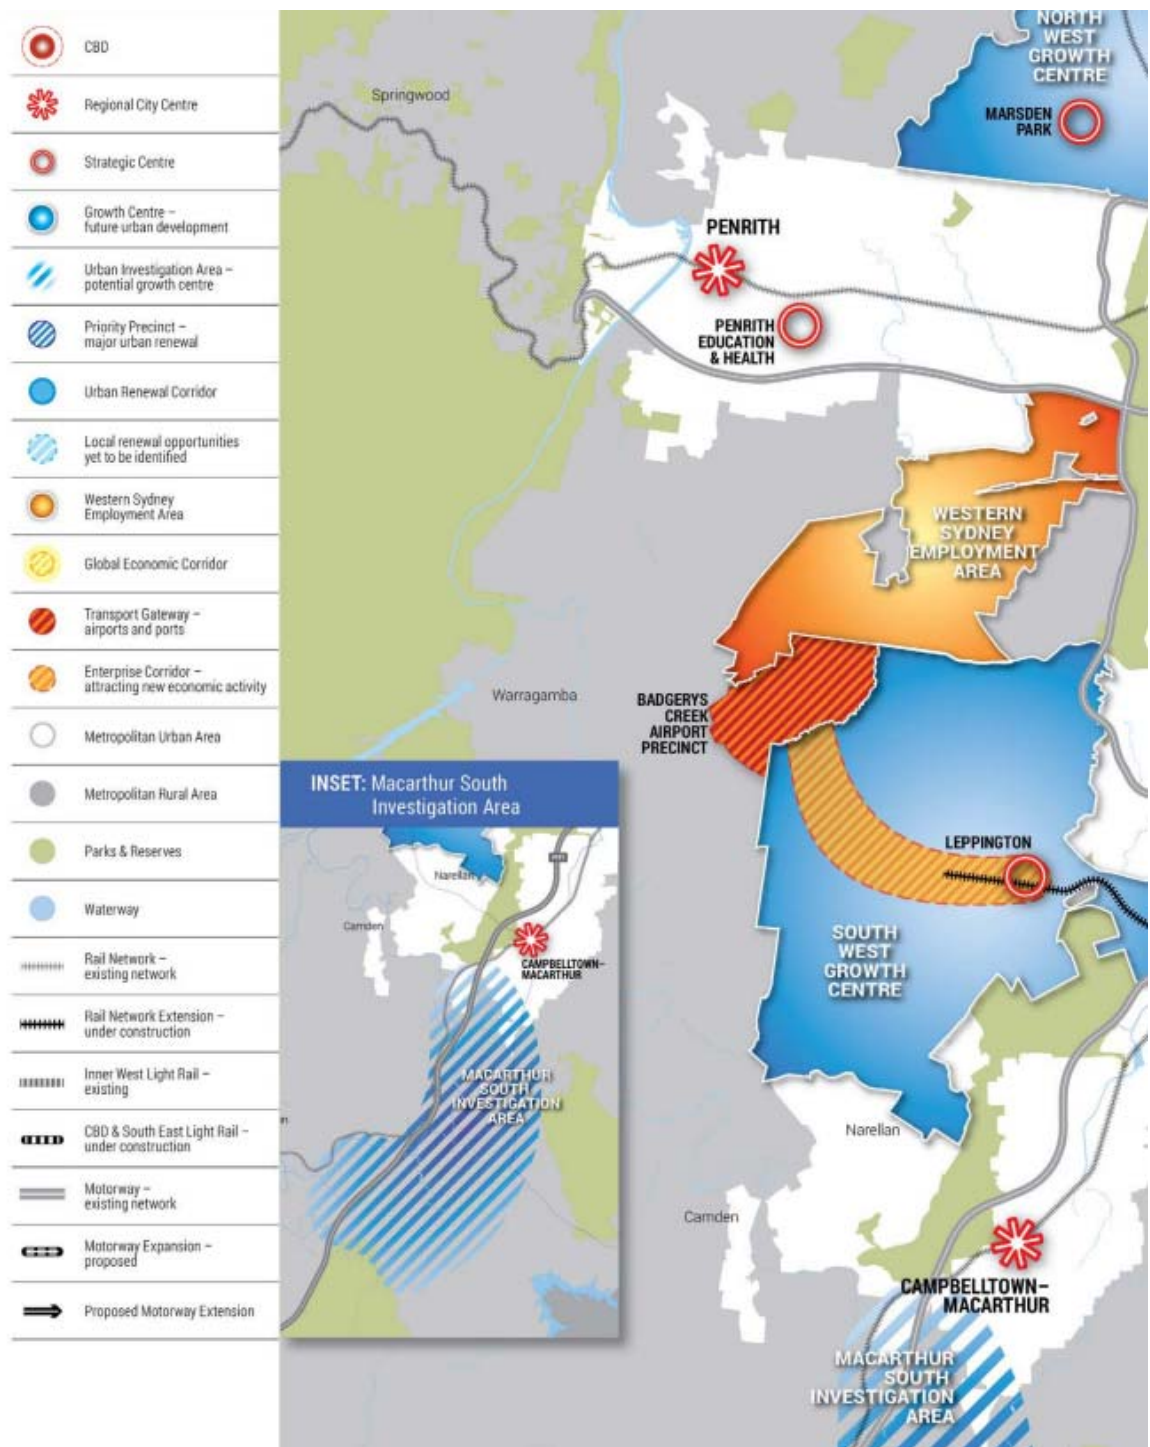 CBD
Regional City Centre
Strategic Centre
Growth Centre –
future urban development
Urban Investigation Area –
potential growth centre
Priority Precinct –
major urban renewal
Urban Renewal Corridor
Local renewal opportunities
yet to be identified
Western Sydney
Employment Area
Global Economic Corridor
Transport Gateway –
airports and ports
Enterprise Corridor –
attracting new economic activity
Metropolitan Urban Area
Metropolitan Rural Area
Parks & Reserves
Waterway
Rail Network –
existing network
Rail Network Extension –
under construction
Inner West Light Rail –
existing
CBD & South East Light Rail –
under construction
Motorway –
existing network
Motorway Expansion –
proposed
Proposed Motorway Extension
NORTH
WEST
GROWTH
CENTRE
MARSDEN
PARK
Springwood
PENRITH
PENRITH
EDUCATION
& HEALTH
WESTERN
SYDNEY
EMPLOYMENT
AREA
Warragamba
BADGERYS
CREEK
AIRPORT
PRECINCT
LEPPINGTON
SOUTH
WEST
GROWTH
CENTRE
Narellan
Camden
CAMPBELLTOWN–
MACARTHUR
MACARTHUR
SOUTH
INVESTIGATION
AREA
INSET: Macarthur South
Investigation Area
Narellan
Camden
CAMPBELLTOWN–
MACARTHUR
MACARTHUR
SOUTH
INVESTIGATION
AREA